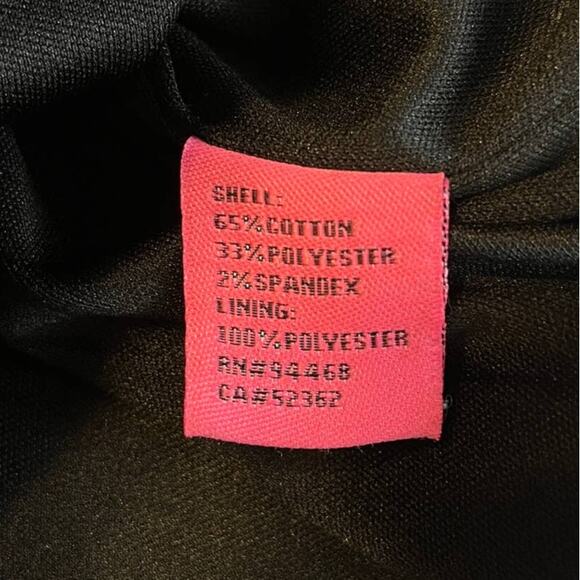 SHELL:
65%COTTON
33%POLYESTER
2%SPANDEX
LINING:
100%POLYESTER
RN#94468
CA#52362